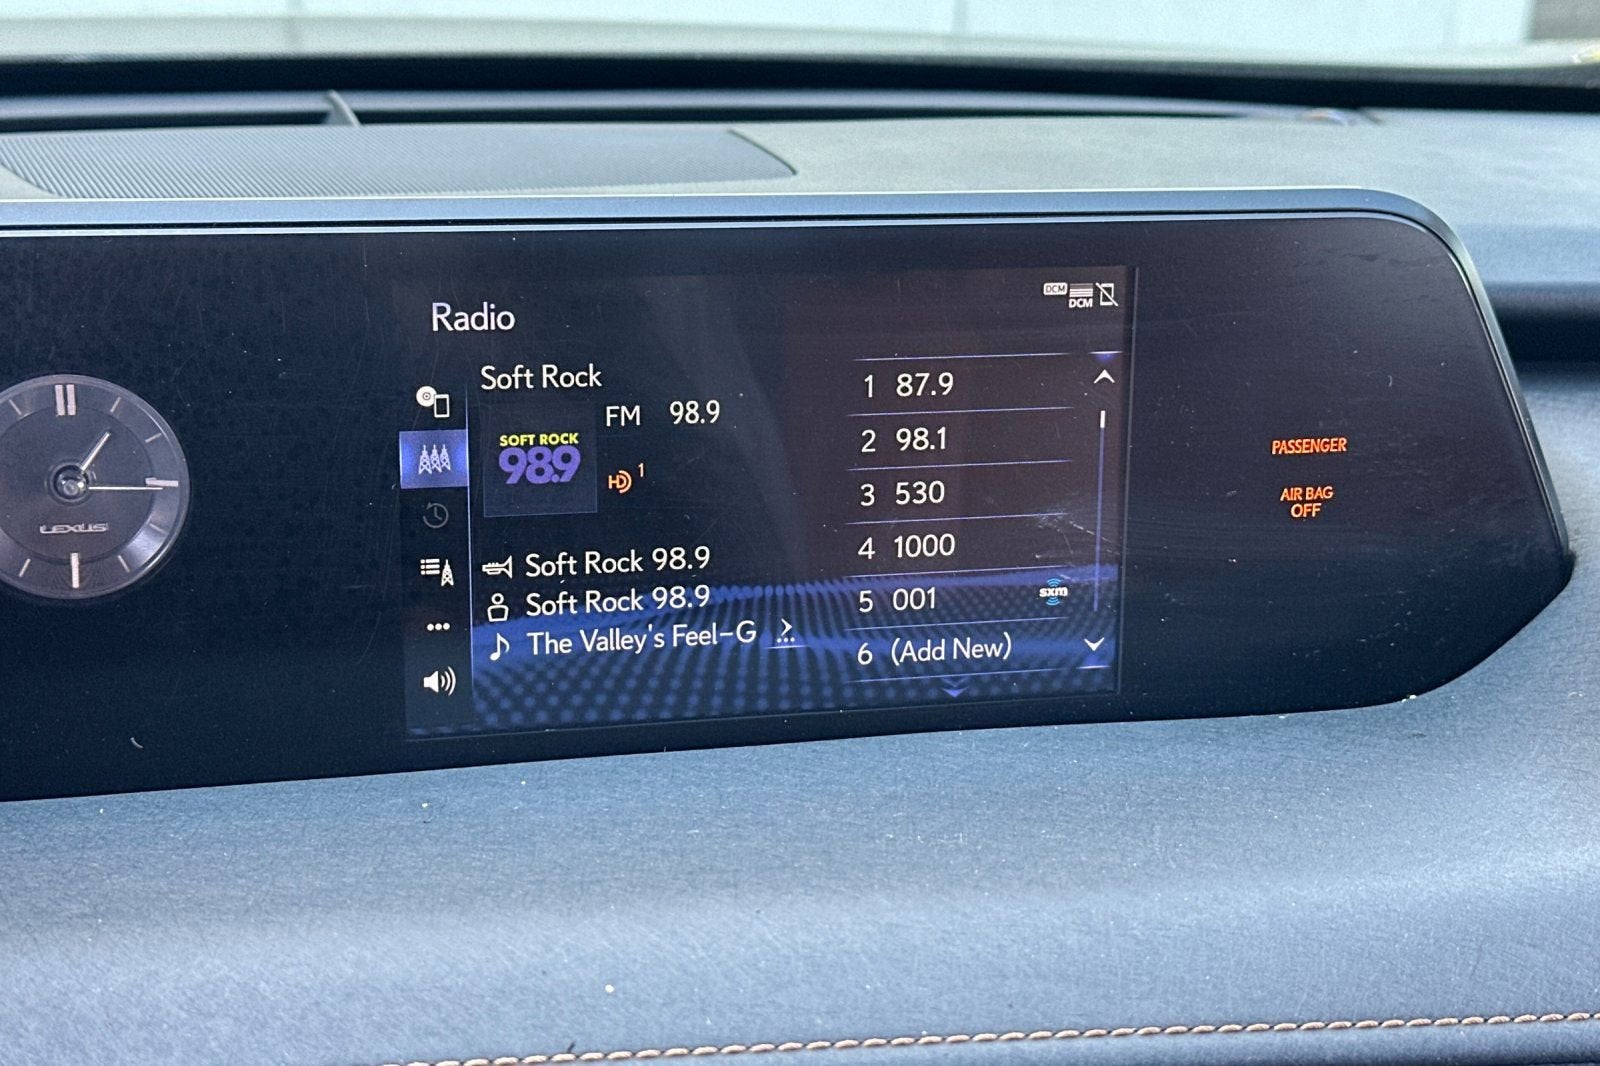 DCM
DCM
Radio
Soft Rock
FM 98.9
SOFT ROCK
98.9
HD 1
Soft Rock 98.9
Soft Rock 98.9
The Valley's Feel-G
1 87.9
2 98.1
3 530
4 1000
5 001 sxm
6 (Add New)
LEXUS
PASSENGER
AIR BAG
OFF